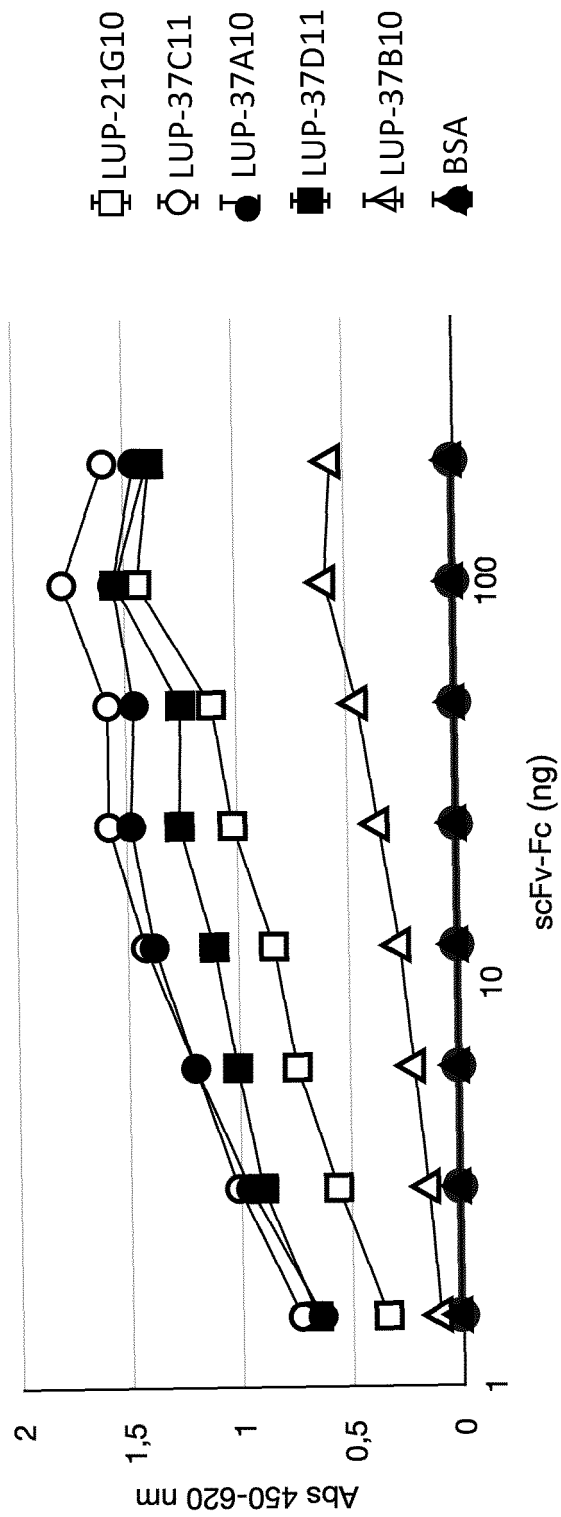 Abs 450-620 nm
2
1,5
1
0,5
0
1
10
100
scFv-Fc (ng)
LUP-21G10
LUP-37C11
LUP-37A10
LUP-37D11
LUP-37B10
BSA